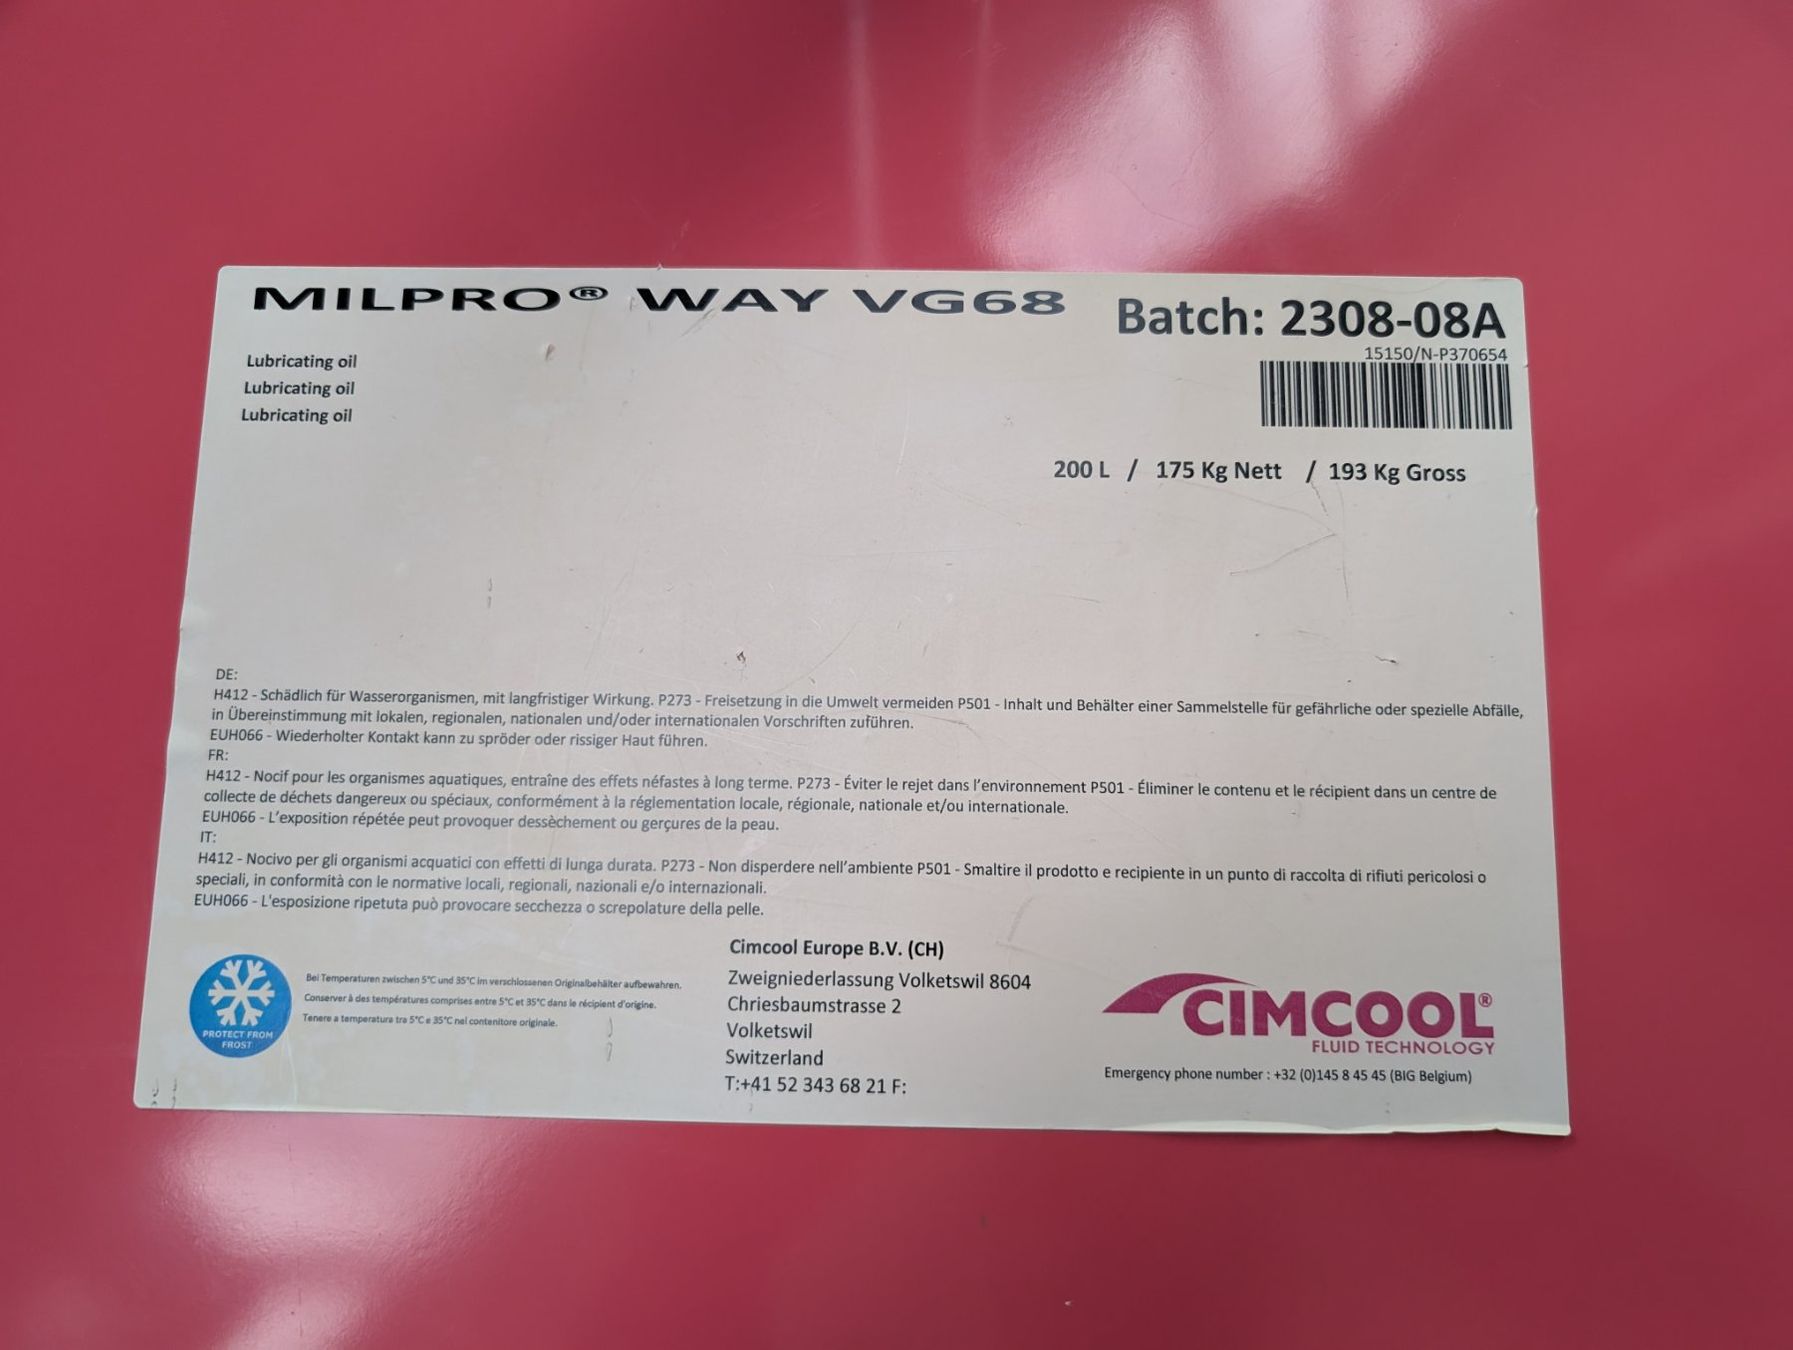 MILPRO® WAY VG68
Batch: 2308-08A
15150/N-P370654
Lubricating oil
Lubricating oil
Lubricating oil
200 L / 175 Kg Nett / 193 Kg Gross
DE:
H412 - Schädlich für Wasserorganismen, mit langfristiger Wirkung. P273 - Freisetzung in die Umwelt vermeiden P501 - Inhalt und Behälter einer Sammelstelle für gefährliche oder spezielle Abfälle,
in Übereinstimmung mit lokalen, regionalen, nationalen und/oder internationalen Vorschriften zuführen.
EUH066 - Wiederholter Kontakt kann zu spröder oder rissiger Haut führen.
FR:
H412 - Nocif pour les organismes aquatiques, entraîne des effets néfastes à long terme. P273 - Éviter le rejet dans l’environnement P501 - Éliminer le contenu et le récipient dans un centre de
collecte de déchets dangereux ou spéciaux, conformément à la réglementation locale, régionale, nationale et/ou internationale.
EUH066 - L’exposition répétée peut provoquer dessèchement ou gerçures de la peau.
IT:
H412 - Nocivo per gli organismi acquatici con effetti di lunga durata. P273 - Non disperdere nell’ambiente P501 - Smaltire il prodotto e recipiente in un punto di raccolta di rifiuti pericolosi o
speciali, in conformità con le normative locali, regionali, nazionali e/o internazionali.
EUH066 - L'esposizione ripetuta può provocare secchezza o screpolature della pelle.
PROTECT FROM
FROST
Bei Temperaturen zwischen 5°C und 35°C im verschlossenen Originalbehälter aufbewahren.
Conserver à des températures comprises entre 5°C et 35°C dans le récipient d'origine.
Tenere a temperatura tra 5°C e 35°C nel contenitore originale.
Cimcool Europe B.V. (CH)
Zweigniederlassung Volketswil 8604
Chriesbaumstrasse 2
Volketswil
Switzerland
T:+41 52 343 68 21 F:
CIMCOOL®
FLUID TECHNOLOGY
Emergency phone number : +32 (0)145 8 45 45 (BIG Belgium)